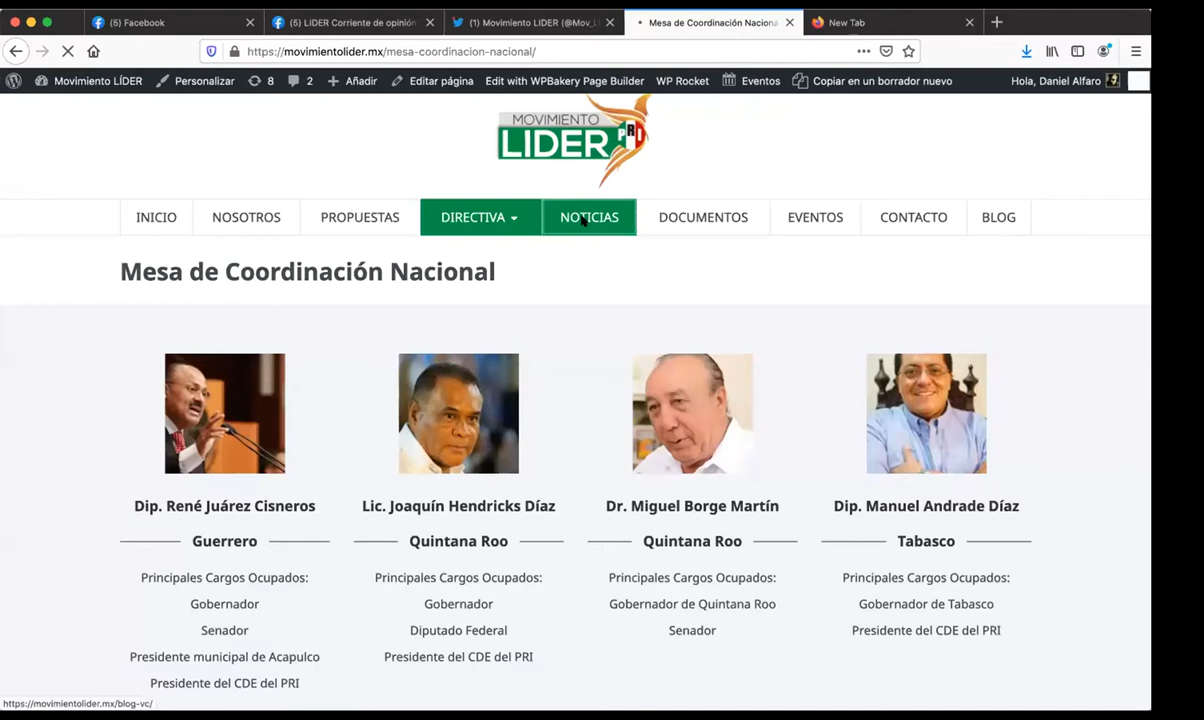 (5) Facebook
(5) LIDER Corriente de opinión
(1) Movimiento LIDER (@Mov_L
Mesa de Coordinación Naciona
New Tab
https://movimientolider.mx/mesa-coordinacion-nacional/
Movimiento LÍDER
Personalizar
8
2
Añadir
Editar página
Edit with WPBakery Page Builder
WP Rocket
Eventos
Copiar en un borrador nuevo
Hola, Daniel Alfaro
MOVIMIENTO
LIDER
PRI
INICIO
NOSOTROS
PROPUESTAS
DIRECTIVA
NOTICIAS
DOCUMENTOS
EVENTOS
CONTACTO
BLOG
Mesa de Coordinación Nacional
Dip. René Juárez Cisneros
Guerrero
Principales Cargos Ocupados:
Gobernador
Senador
Presidente municipal de Acapulco
Presidente del CDE del PRI
Lic. Joaquín Hendricks Díaz
Quintana Roo
Principales Cargos Ocupados:
Gobernador
Diputado Federal
Presidente del CDE del PRI
Dr. Miguel Borge Martín
Quintana Roo
Principales Cargos Ocupados:
Gobernador de Quintana Roo
Senador
Dip. Manuel Andrade Díaz
Tabasco
Principales Cargos Ocupados:
Gobernador de Tabasco
Presidente del CDE del PRI
https://movimientolider.mx/blog-vc/